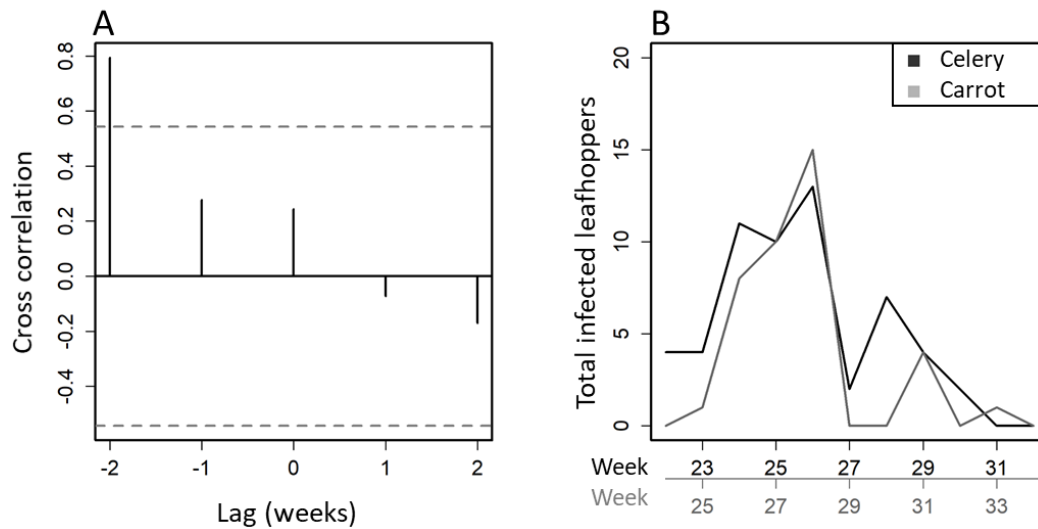 A
Cross correlation
0.8
0.6
0.4
0.2
0.0
-0.2
-0.4
-2 -1 0 1 2
Lag (weeks)
B
Celery
Carrot
Total infected leafhoppers
20
15
10
5
0
Week 23 25 27 29 31
Week 25 27 29 31 33